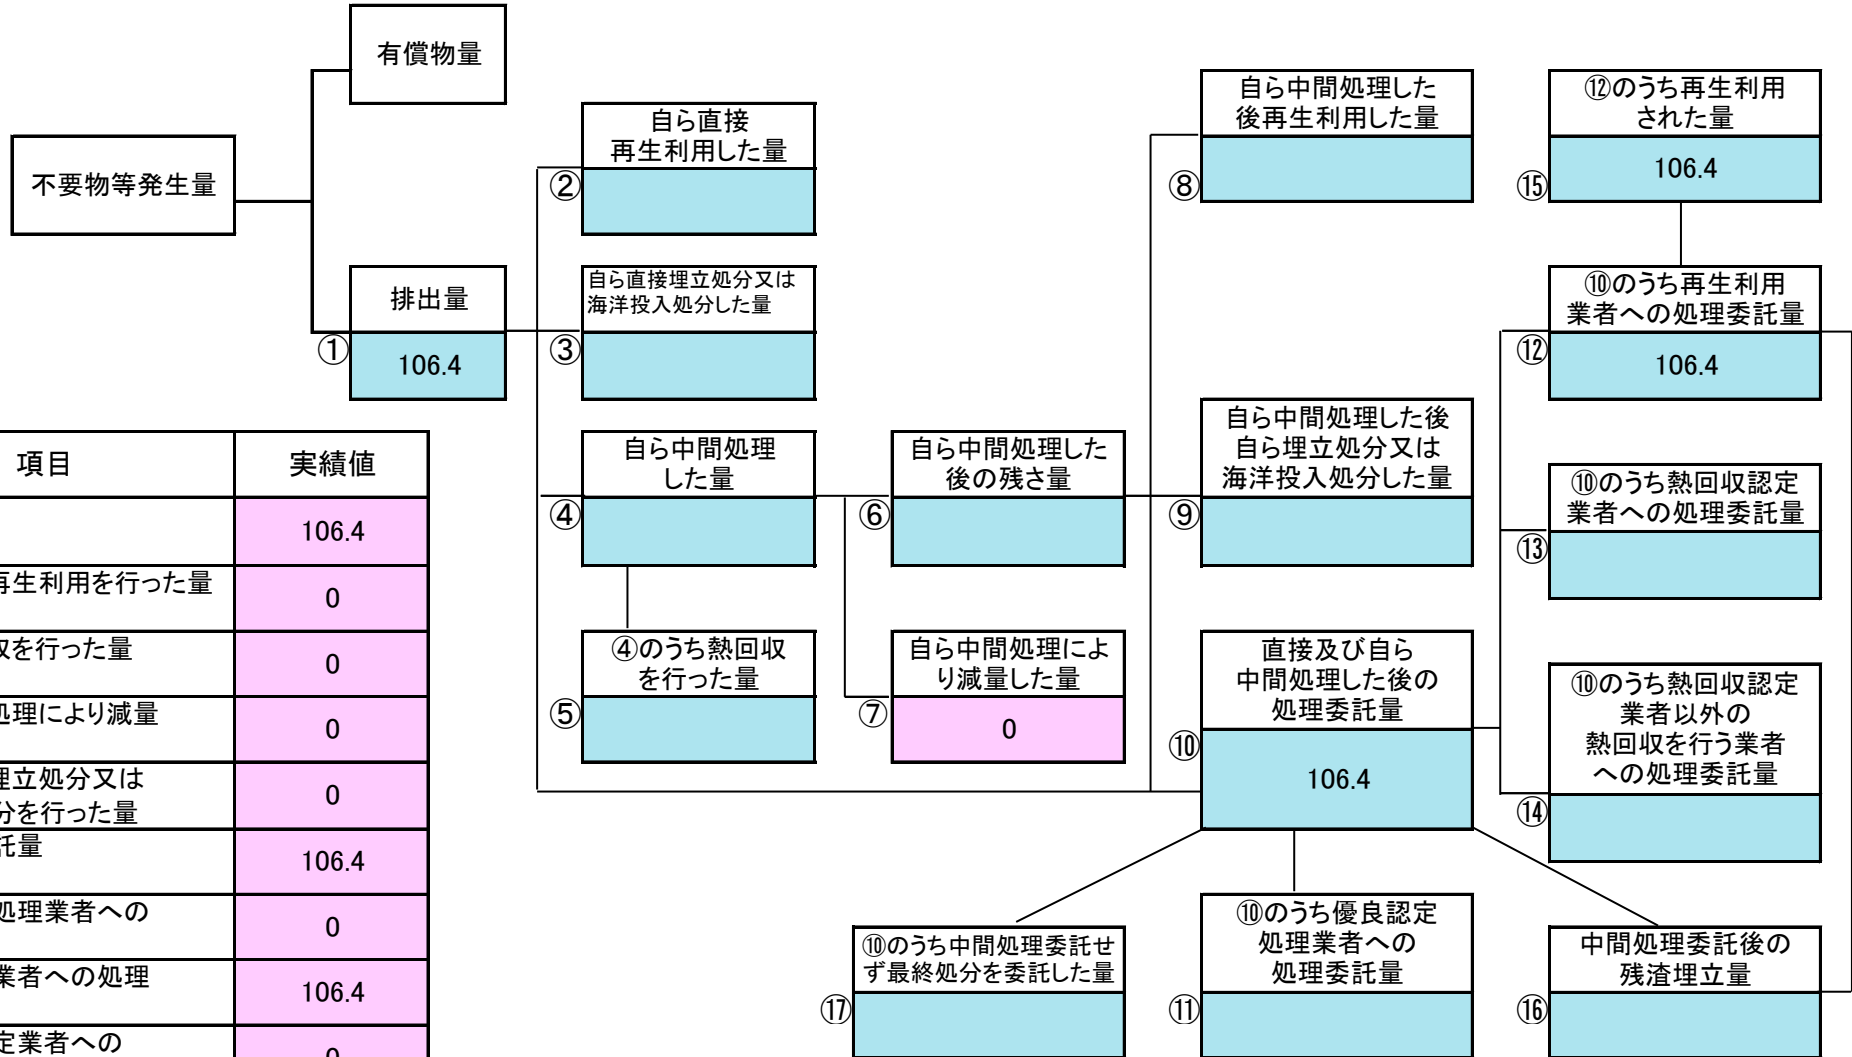 有償物量
不要物等発生量
排出量
①
106.4
自ら直接
再生利用した量
②
自ら直接埋立処分又は
海洋投入処分した量
③
自ら中間処理
した量
④
④のうち熱回収
を行った量
⑤
自ら中間処理した
後の残さ量
⑥
自ら中間処理によ
り減量した量
⑦
0
自ら中間処理した
後再生利用した量
⑧
自ら中間処理した後
自ら埋立処分又は
海洋投入処分した量
⑨
直接及び自ら
中間処理した後の
処理委託量
⑩
106.4
⑫のうち再生利用
された量
⑮
106.4
⑩のうち再生利用
業者への処理委託量
⑫
106.4
⑩のうち熱回収認定
業者への処理委託量
⑬
⑩のうち熱回収認定
業者以外の
熱回収を行う業者
への処理委託量
⑭
⑩のうち中間処理委託せ
ず最終処分を委託した量
⑰
⑩のうち優良認定
処理業者への
処理委託量
⑪
中間処理委託後の
残渣埋立量
⑯
項目 実績値
106.4
再生利用を行った量
0
を行った量
0
処理により減量
0
埋立処分又は
分を行った量
0
託量
106.4
処理業者への
0
業者への処理
106.4
定業者への
0